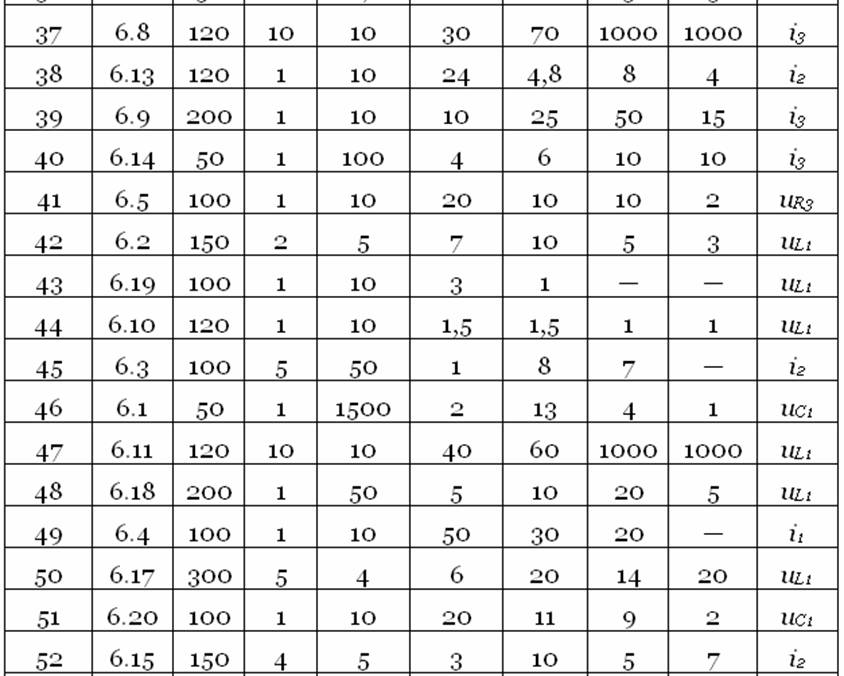 37 6.8 120 10 10 30 70 1000 1000 i3
38 6.13 120 1 10 24 4,8 8 4 i2
39 6.9 200 1 10 10 25 50 15 i3
40 6.14 50 1 100 4 6 10 10 i3
41 6.5 100 1 10 20 10 10 2 uR3
42 6.2 150 2 5 7 10 5 3 uL1
43 6.19 100 1 10 3 1 — — uL1
44 6.10 120 1 10 1,5 1,5 1 1 uL1
45 6.3 100 5 50 1 8 7 — i2
46 6.1 50 1 1500 2 13 4 1 uC1
47 6.11 120 10 10 40 60 1000 1000 uL1
48 6.18 200 1 50 5 10 20 5 uL1
49 6.4 100 1 10 50 30 20 — i1
50 6.17 300 5 4 6 20 14 20 uL1
51 6.20 100 1 10 20 11 9 2 uC1
52 6.15 150 4 5 3 10 5 7 i2